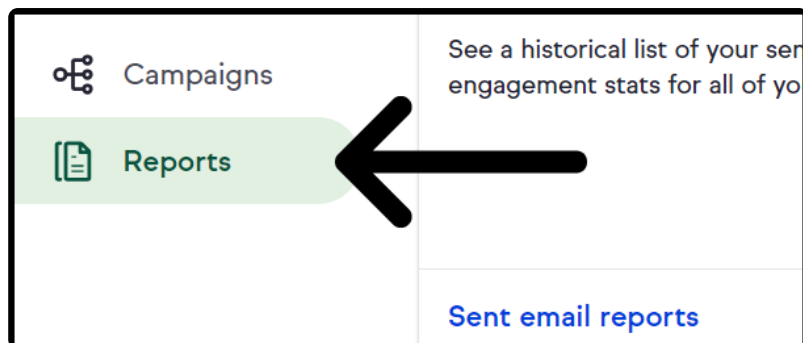 Campaigns
Reports
See a historical list of your
engagement stats for all of
Sent email reports